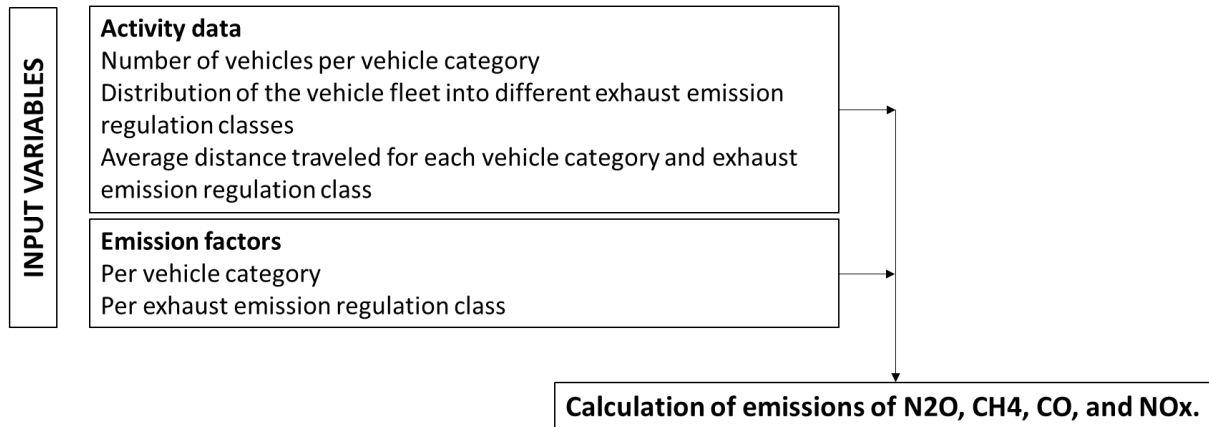 INPUT VARIABLES
Activity data
Number of vehicles per vehicle category
Distribution of the vehicle fleet into different exhaust emission
regulation classes
Average distance traveled for each vehicle category and exhaust
emission regulation class
Emission factors
Per vehicle category
Per exhaust emission regulation class
Calculation of emissions of N2O, CH4, CO, and NOx.